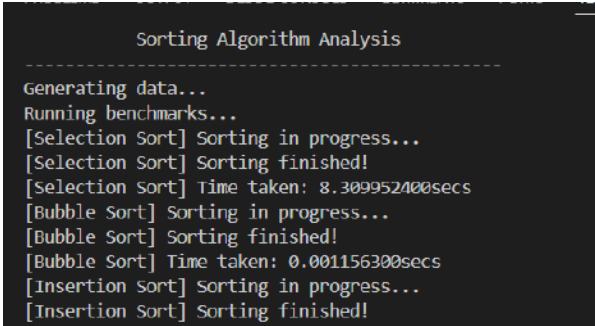 Sorting Algorithm Analysis
-----------------------------------------------
Generating data...
Running benchmarks...
[Selection Sort] Sorting in progress...
[Selection Sort] Sorting finished!
[Selection Sort] Time taken: 8.309952400secs
[Bubble Sort] Sorting in progress...
[Bubble Sort] Sorting finished!
[Bubble Sort] Time taken: 0.001156300secs
[Insertion Sort] Sorting in progress...
[Insertion Sort] Sorting finished!